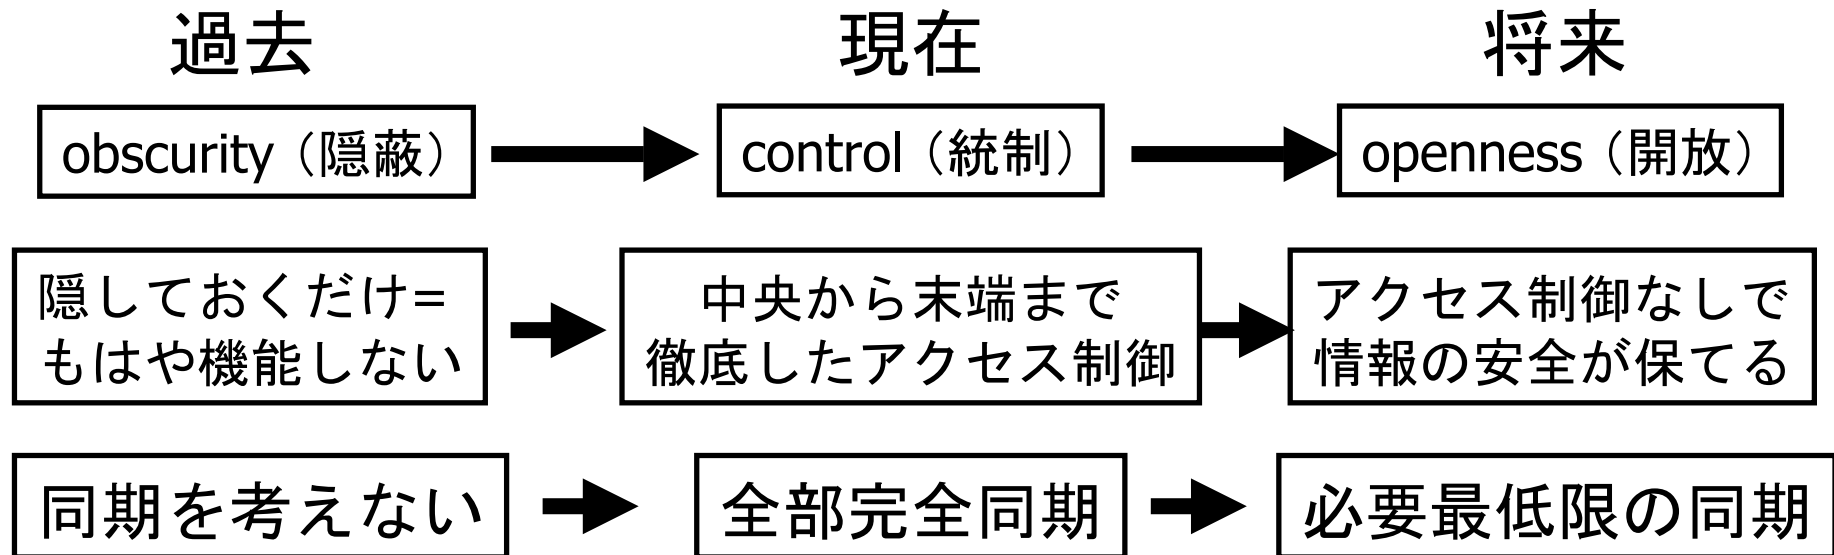 過去
現在
将来
obscurity（隠蔽）
control（統制）
openness（開放）
隠しておくだけ=
もはや機能しない
中央から末端まで
徹底したアクセス制御
アクセス制御なしで
情報の安全が保てる
同期を考えない
全部完全同期
必要最低限の同期